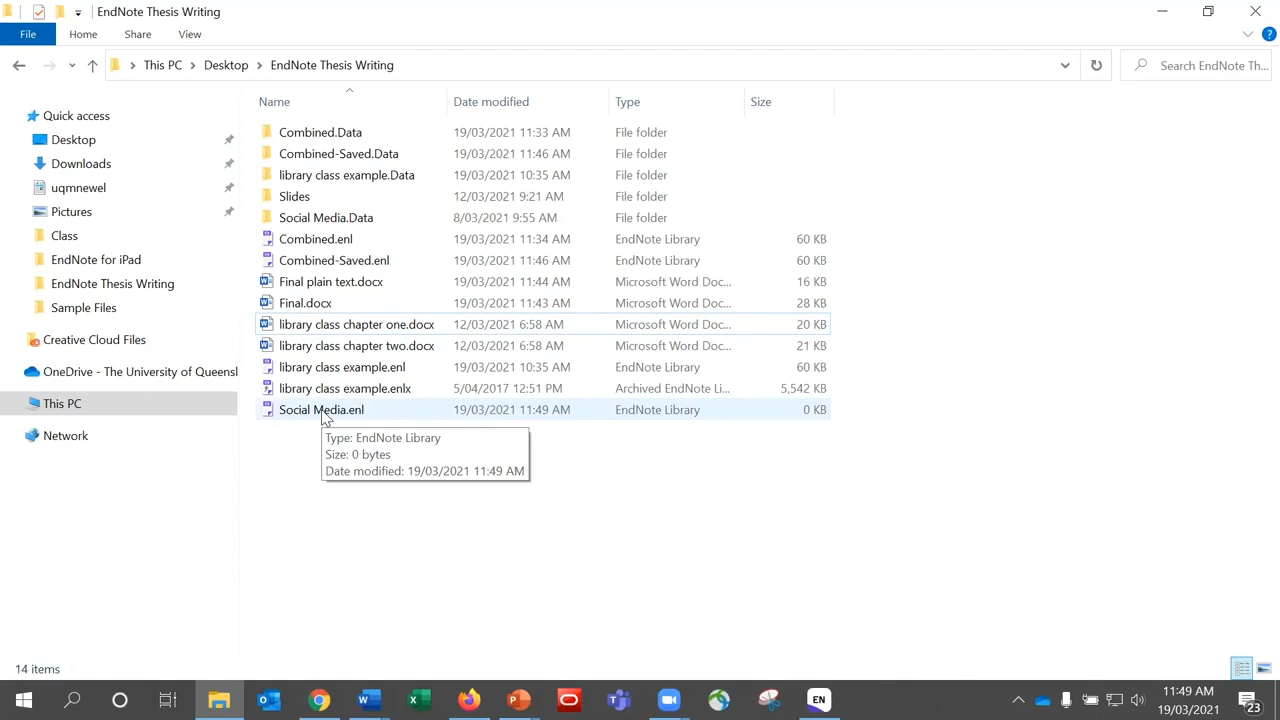 EndNote Thesis Writing
File Home Share View
This PC Desktop EndNote Thesis Writing Search EndNote Th...
Name Date modified Type Size
Quick access
Desktop
Downloads
uqmnewel
Pictures
Class
EndNote for iPad
EndNote Thesis Writing
Sample Files
Creative Cloud Files
OneDrive - The University of Queensl
This PC
Network
Combined.Data 19/03/2021 11:33 AM File folder
Combined-Saved.Data 19/03/2021 11:46 AM File folder
library class example.Data 19/03/2021 10:35 AM File folder
Slides 12/03/2021 9:21 AM File folder
Social Media.Data 8/03/2021 9:55 AM File folder
Combined.enl 19/03/2021 11:34 AM EndNote Library 60 KB
Combined-Saved.enl 19/03/2021 11:46 AM EndNote Library 60 KB
Final plain text.docx 19/03/2021 11:44 AM Microsoft Word Doc... 16 KB
Final.docx 19/03/2021 11:43 AM Microsoft Word Doc... 28 KB
library class chapter one.docx 12/03/2021 6:58 AM Microsoft Word Doc... 20 KB
library class chapter two.docx 12/03/2021 6:58 AM Microsoft Word Doc... 21 KB
library class example.enl 19/03/2021 10:35 AM EndNote Library 60 KB
library class example.enlx 5/04/2017 12:51 PM Archived EndNote Li... 5,542 KB
Social Media.enl 19/03/2021 11:49 AM EndNote Library 0 KB
Type: EndNote Library
Size: 0 bytes
Date modified: 19/03/2021 11:49 AM
14 items
EN
11:49 AM
19/03/2021
23